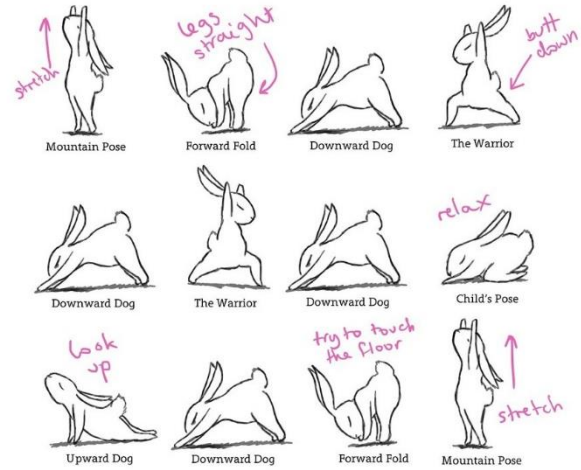 stretch
legs
straight
butt
down
Mountain Pose
Forward Fold
Downward Dog
The Warrior
relax
Downward Dog
The Warrior
Downward Dog
Child's Pose
look
up
try to touch
the floor
stretch
Upward Dog
Downward Dog
Forward Fold
Mountain Pose